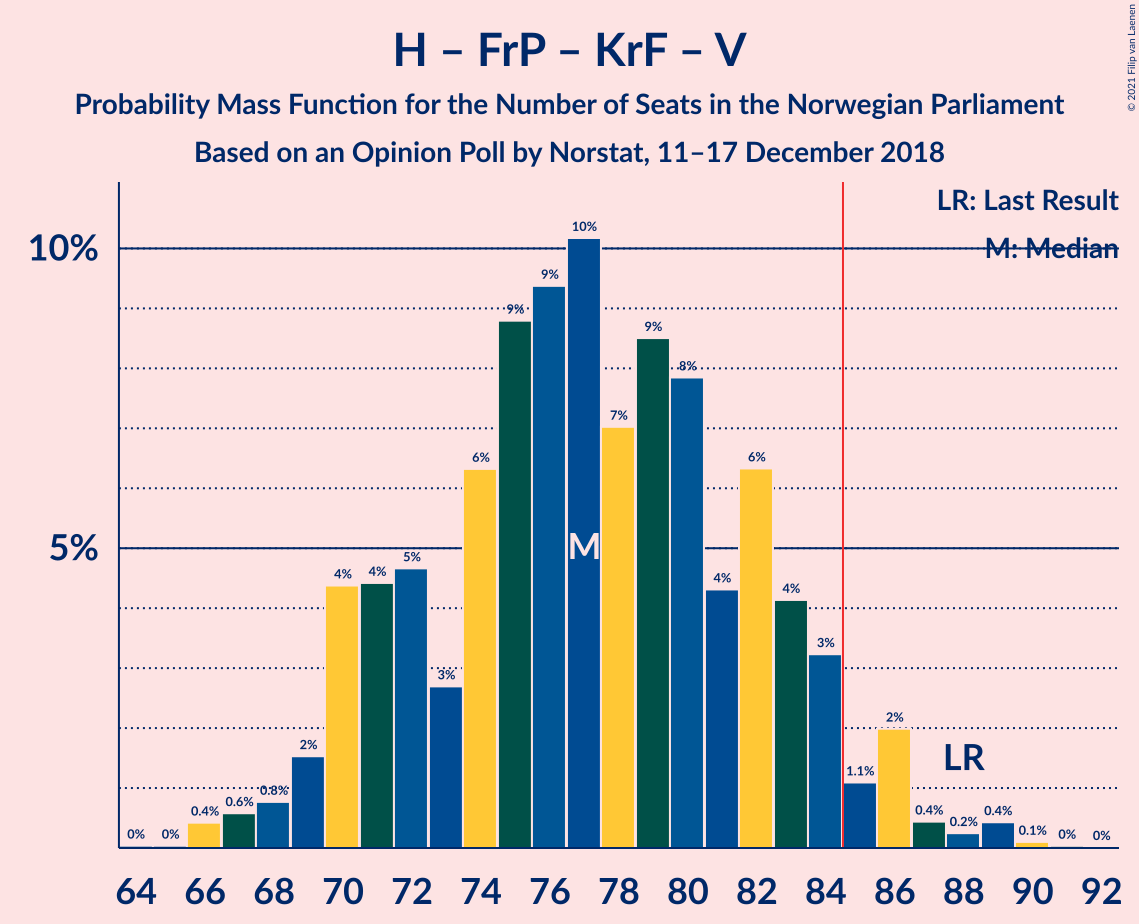 H – FrP – KrF – V
Probability Mass Function for the Number of Seats in the Norwegian Parliament
Based on an Opinion Poll by Norstat, 11–17 December 2018
© 2021 Filip van Laenen
LR: Last Result
M: Median
10%
5%
0% 0% 0.4% 0.6% 0.8% 2% 4% 4% 5% 3% 6% 9% 9% 10% 7% 9% 8% 4% 6% 4% 3% 1.1% 2% 0.4% 0.2% 0.4% 0.1% 0% 0%
M
LR
64 66 68 70 72 74 76 78 80 82 84 86 88 90 92